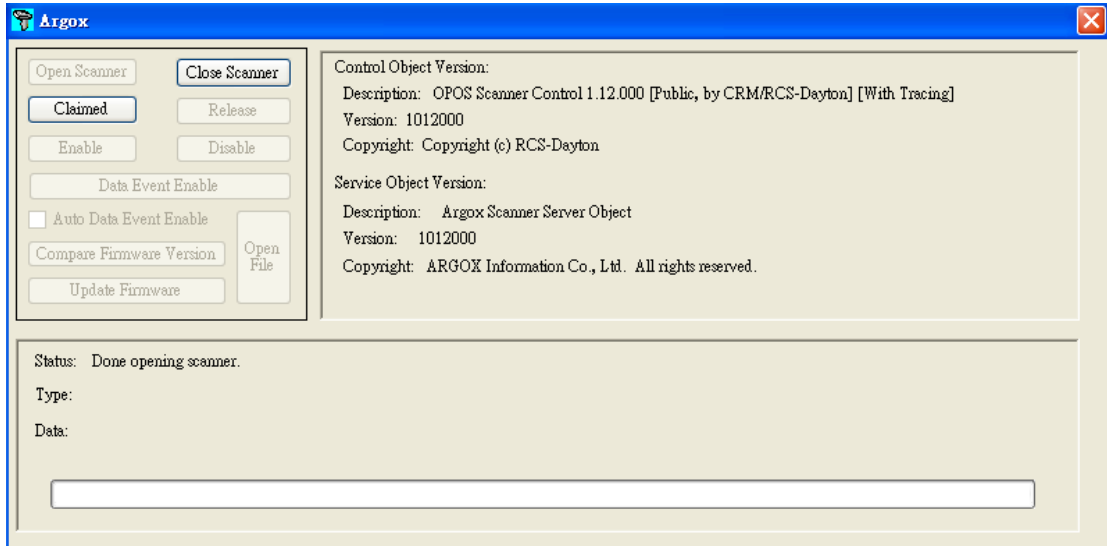 Argox
Open Scanner Close Scanner
Claimed Release
Enable Disable
Data Event Enable
Auto Data Event Enable
Compare Firmware Version
Open
File
Update Firmware
Control Object Version:
Description: OPOS Scanner Control 1.12.000 [Public, by CRM/RCS-Dayton] [With Tracing]
Version: 1012000
Copyright: Copyright (c) RCS-Dayton
Service Object Version:
Description: Argox Scanner Server Object
Version: 1012000
Copyright: ARGOX Information Co., Ltd. All rights reserved.
Status: Done opening scanner.
Type:
Data: